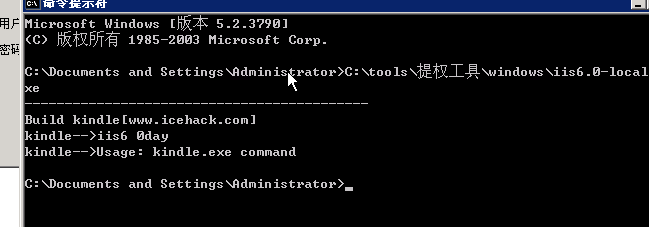 命令提示符
用户
密码
Microsoft Windows [版本 5.2.3790]
(C) 版权所有 1985-2003 Microsoft Corp.
C:\Documents and Settings\Administrator>C:\tools\提权工具\windows\iis6.0-local
xe
---------------------------------------------
Build kindle[www.icehack.com]
kindle-->iis6 0day
kindle-->Usage: kindle.exe command
C:\Documents and Settings\Administrator>_